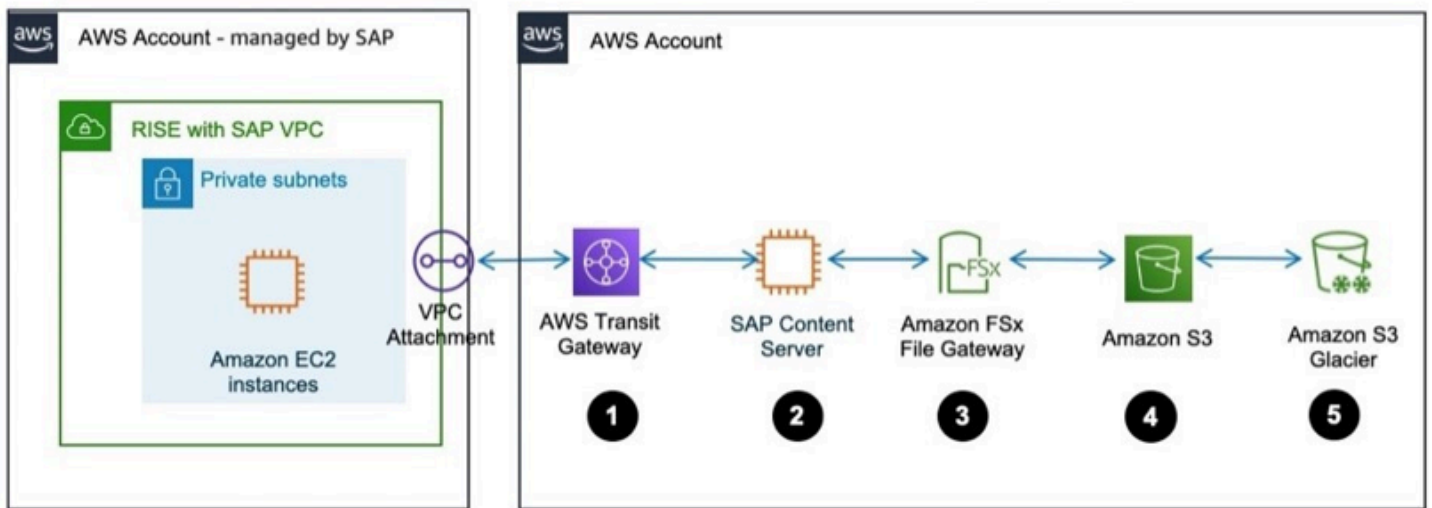 aws
AWS Account - managed by SAP
RISE with SAP VPC
Private subnets
Amazon EC2
instances
VPC
Attachment
aws
AWS Account
AWS Transit
Gateway
1
SAP Content
Server
2
FSx
Amazon FSx
File Gateway
3
Amazon S3
4
Amazon S3
Glacier
5